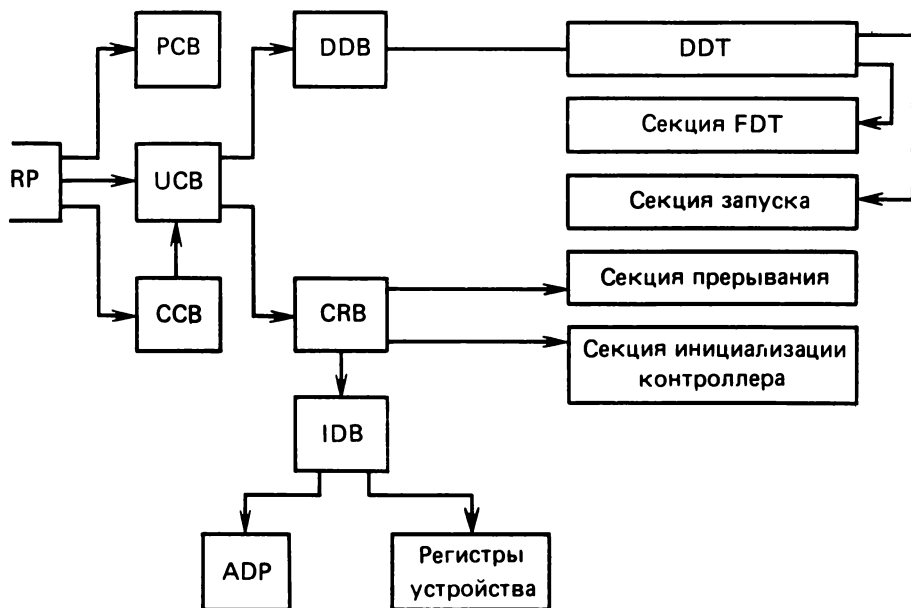 PCB
DDB
DDT
Секция FDT
RP
UCB
Секция запуска
Секция прерывания
CCB
CRB
Секция инициализации
контроллера
IDB
ADP
Регистры
устройства